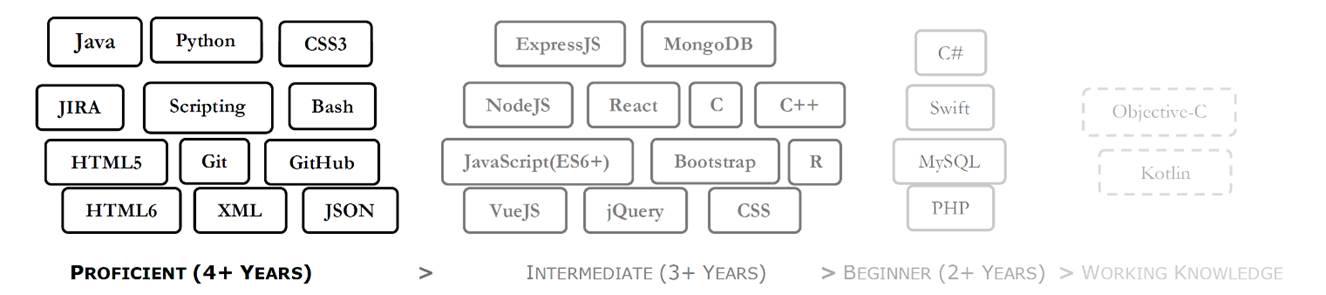 Java Python CSS3 ExpressJS MongoDB C#
JIRA Scripting Bash NodeJS React C C++ Swift Objective-C
HTML5 Git GitHub JavaScript(ES6+) Bootstrap R MySQL Kotlin
HTML6 XML JSON VueJS jQuery CSS PHP
PROFICIENT (4+ YEARS) > INTERMEDIATE (3+ YEARS) > BEGINNER (2+ YEARS) > WORKING KNOWLEDGE